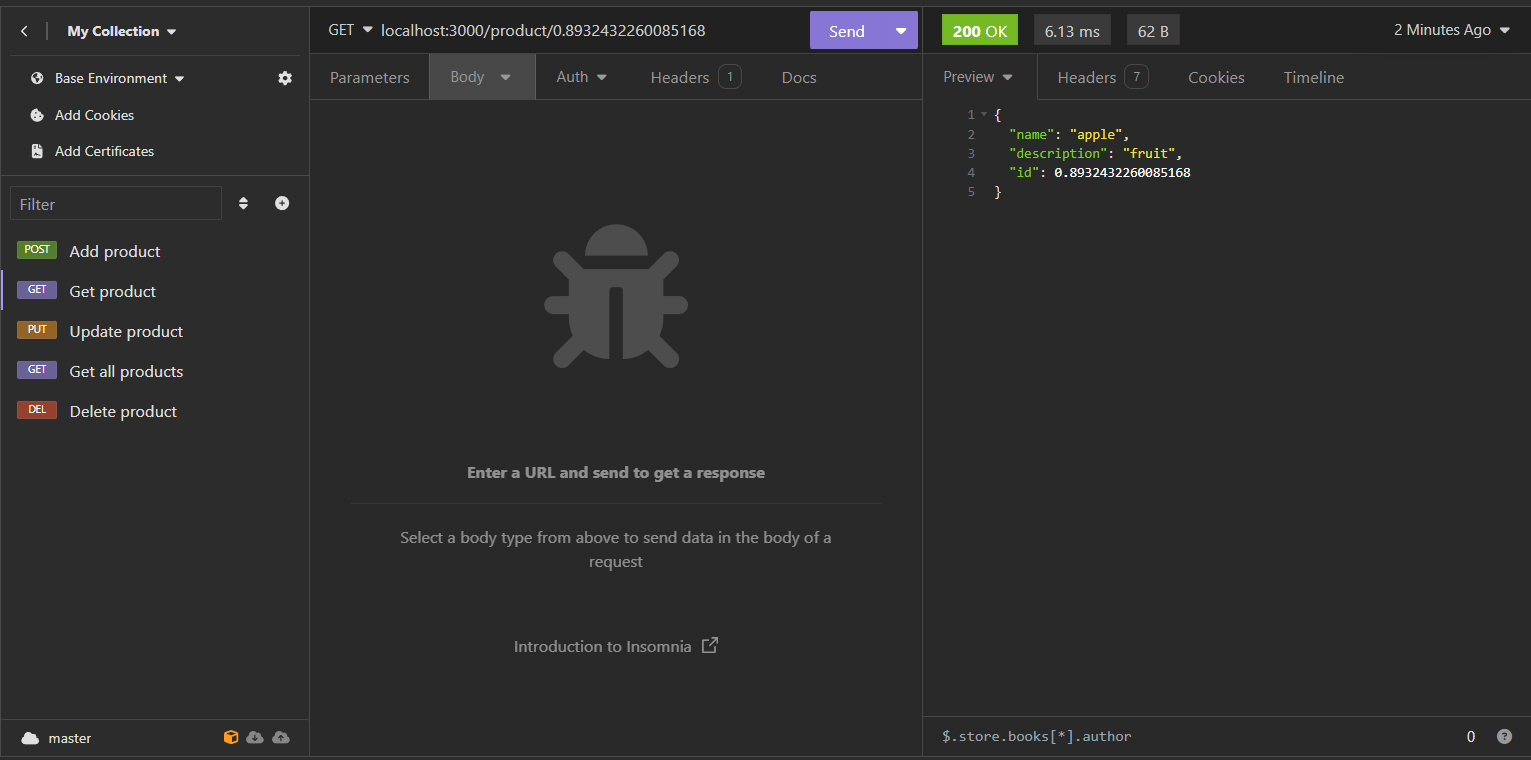 My Collection
Base Environment
Add Cookies
Add Certificates
Filter
POST Add product
GET Get product
PUT Update product
GET Get all products
DEL Delete product
master
GET localhost:3000/product/0.8932432260085168 Send
Parameters Body Auth Headers 1 Docs
Enter a URL and send to get a response
Select a body type from above to send data in the body of a
request
Introduction to Insomnia
200 OK 6.13 ms 62 B 2 Minutes Ago
Preview Headers 7 Cookies Timeline
1 {
2 "name": "apple",
3 "description": "fruit",
4 "id": 0.8932432260085168
5 }
$.store.books[*].author 0 ?